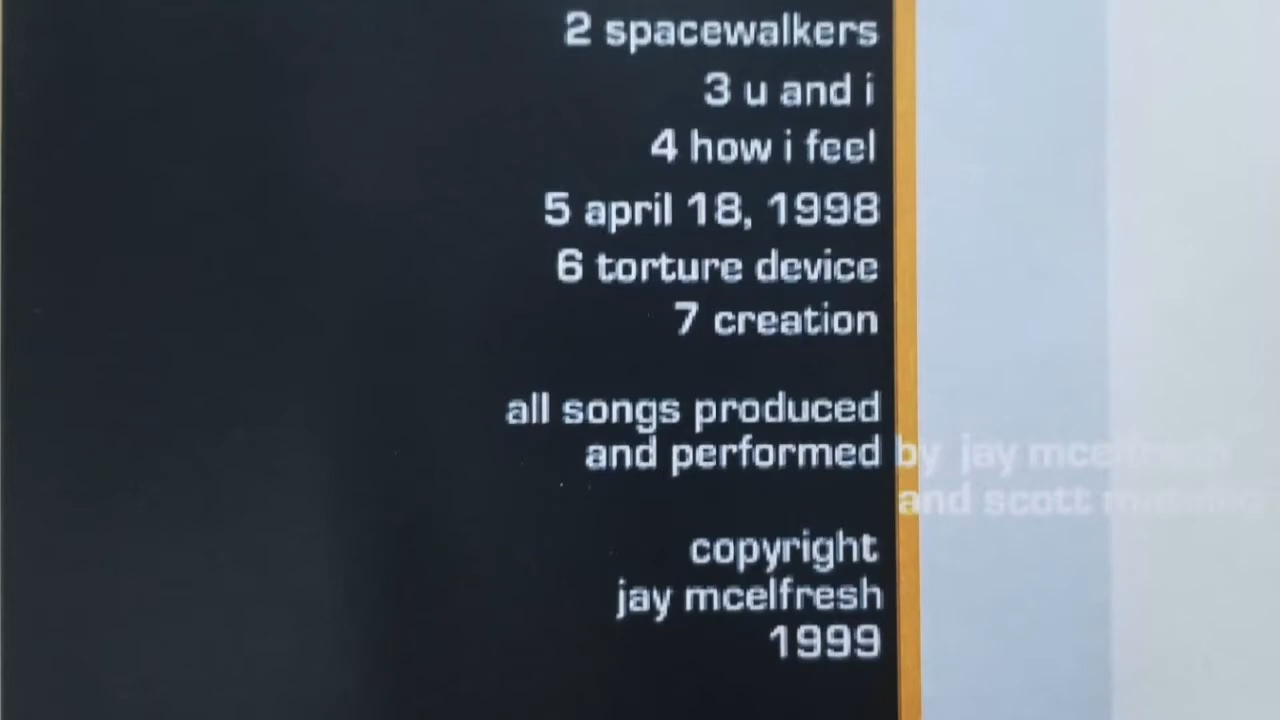 2 spacewalkers
3 u and i
4 how i feel
5 april 18, 1998
6 torture device
7 creation
all songs produced
and performed by jay mcelfresh
and scott
copyright
jay mcelfresh
1999